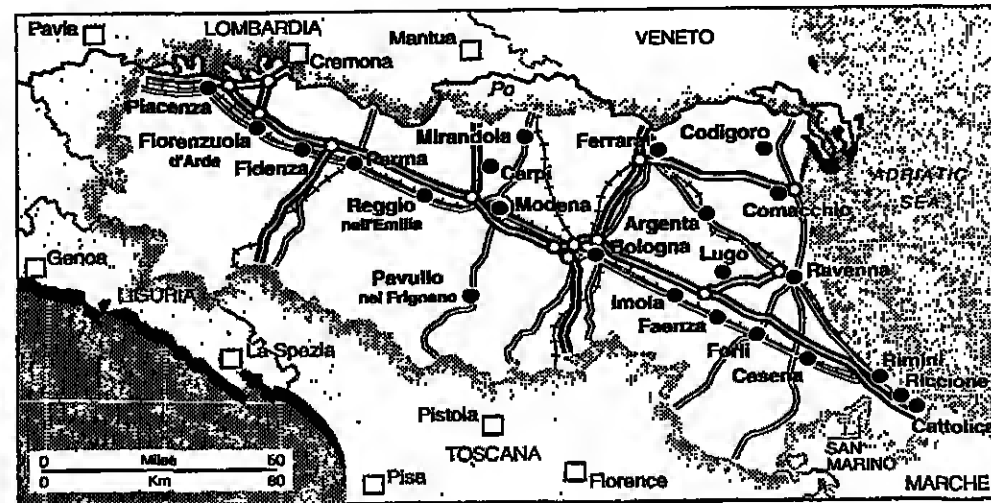 Pavia
LOMBARDIA
Mantua
VENETO
Cremona
Po
Piacenza
Mirandola
Ferrara
Codigoro
Fiorenzuola
d'Arda
Fidenza
Parma
Carpi
ADRIATIC
SEA
Reggio
nell'Emilia
Modena
Argenta
Comacchio
Bologna
Lugo
Ravenna
Genoa
LIGURIA
Pavullo
nel Frignano
Imola
Faenza
La Spezia
Forli
Cesena
Rimini
Riccione
Cattolica
Pistola
TOSCANA
SAN
MARINO
0 Miles 50
0 Km 80
Pisa
Florence
MARCHE